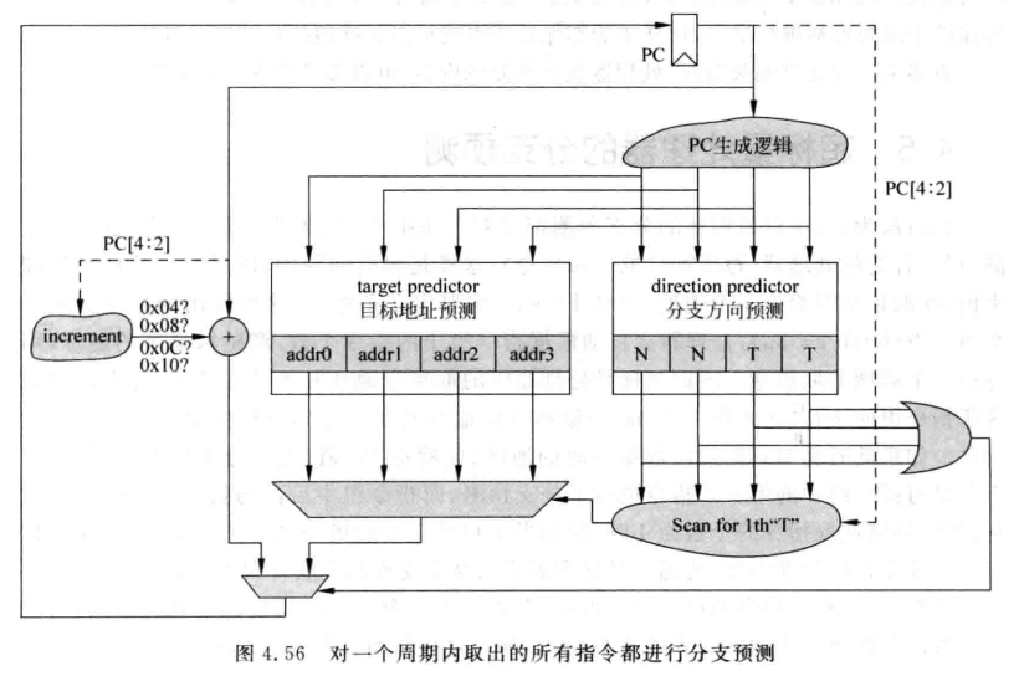 PC
PC生成逻辑
PC[4:2]
PC[4:2]
target predictor
目标地址预测
direction predictor
分支方向预测
increment
0x04?
0x08?
0x0C?
0x10?
+
addr0 addr1 addr2 addr3
N N T T
Scan for 1th“T”
图 4.56 对一个周期内取出的所有指令都进行分支预测